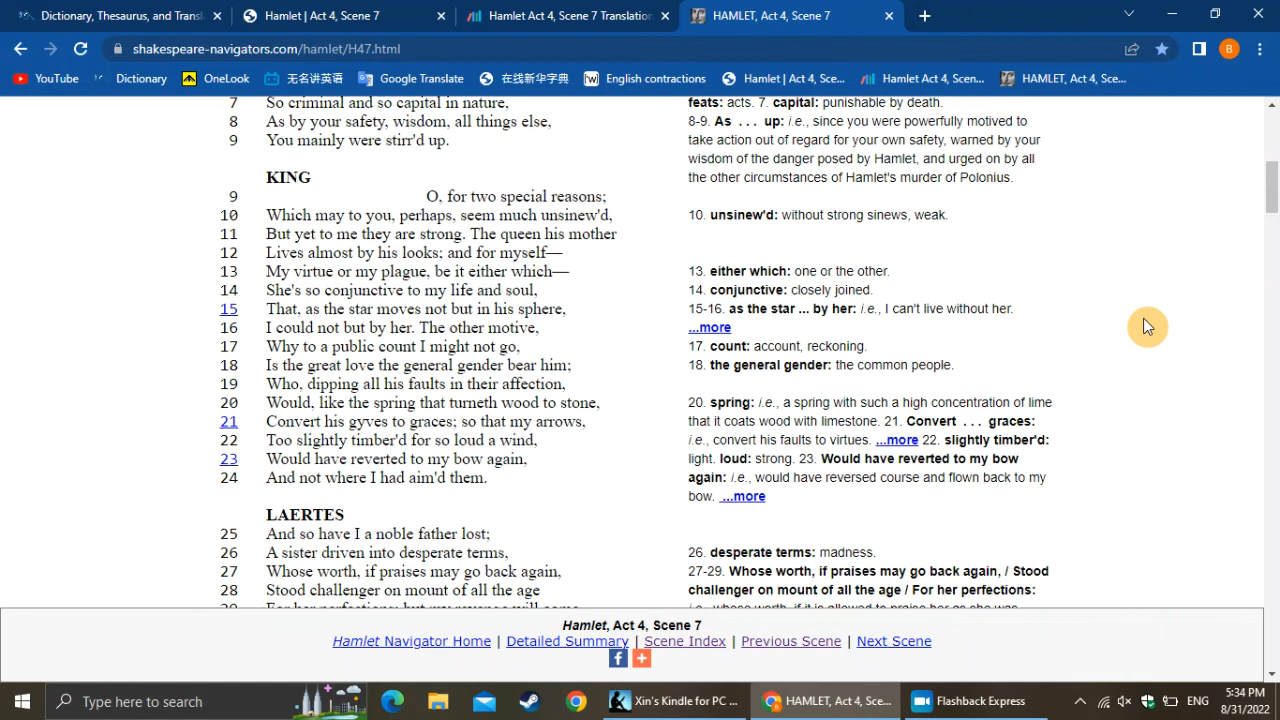 Dictionary, Thesaurus, and Transl
Hamlet | Act 4, Scene 7
Hamlet Act 4, Scene 7 Translation
HAMLET, Act 4, Scene 7
shakespeare-navigators.com/hamlet/H47.html
B
YouTube
Dictionary
OneLook
无名讲英语
Google Translate
在线新华字典
[w] English contractions
Hamlet | Act 4, Sce...
Hamlet Act 4, Scen...
HAMLET, Act 4, Sce...
7 So criminal and so capital in nature,
8 As by your safety, wisdom, all things else,
9 You mainly were stirr'd up.
KING
9 O, for two special reasons;
10 Which may to you, perhaps, seem much unsinew'd,
11 But yet to me they are strong. The queen his mother
12 Lives almost by his looks; and for myself—
13 My virtue or my plague, be it either which—
14 She's so conjunctive to my life and soul,
15 That, as the star moves not but in his sphere,
16 I could not but by her. The other motive,
17 Why to a public count I might not go,
18 Is the great love the general gender bear him;
19 Who, dipping all his faults in their affection,
20 Would, like the spring that turneth wood to stone,
21 Convert his gyves to graces; so that my arrows,
22 Too slightly timber'd for so loud a wind,
23 Would have reverted to my bow again,
24 And not where I had aim'd them.
LAERTES
25 And so have I a noble father lost;
26 A sister driven into desperate terms,
27 Whose worth, if praises may go back again,
28 Stood challenger on mount of all the age
29 For her perfections; but my revenge will come
feats: acts. 7. capital: punishable by death.
8-9. As . . . up: i.e., since you were powerfully motived to
take action out of regard for your own safety, warned by your
wisdom of the danger posed by Hamlet, and urged on by all
the other circumstances of Hamlet's murder of Polonius.
10. unsinew'd: without strong sinews, weak.
13. either which: one or the other.
14. conjunctive: closely joined.
15-16. as the star ... by her: i.e., I can't live without her.
...more
17. count: account, reckoning.
18. the general gender: the common people.
20. spring: i.e., a spring with such a high concentration of lime
that it coats wood with limestone. 21. Convert . . . graces:
i.e., convert his faults to virtues. ...more 22. slightly timber'd:
light. loud: strong. 23. Would have reverted to my bow
again: i.e., would have reversed course and flown back to my
bow. ...more
26. desperate terms: madness.
27-29. Whose worth, if praises may go back again, / Stood
challenger on mount of all the age / For her perfections:
i.e., whose worth, if it is allowed to praise her as she was
Hamlet, Act 4, Scene 7
Hamlet Navigator Home | Detailed Summary | Scene Index | Previous Scene | Next Scene
Type here to search
Xin's Kindle for PC ...
HAMLET, Act 4, Sce...
Flashback Express
ENG
5:34 PM
8/31/2022